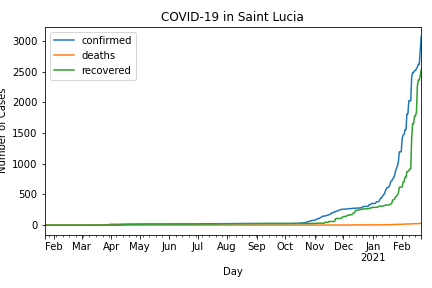 COVID-19 in Saint Lucia
confirmed
deaths
recovered
Number of Cases
3000
2500
2000
1500
1000
500
0
Feb Mar Apr May Jun Jul Aug Sep Oct Nov Dec Jan Feb
2021
Day